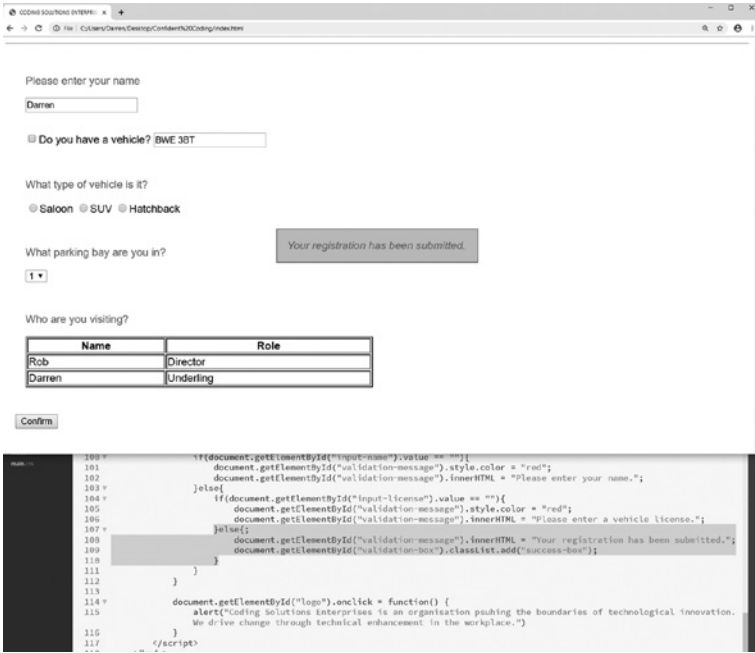 CODING SOLUTIONS ENTERPRIS
File | C:/Users/Darren/Desktop/Confident%20Coding/index.html
Please enter your name
Darren
Do you have a vehicle? BWE 3BT
What type of vehicle is it?
Saloon SUV Hatchback
Your registration has been submitted.
What parking bay are you in?
1
Who are you visiting?
Name Role
Rob Director
Darren Underling
Confirm
100 if(document.getElementById("input-name").value == ""){
101 document.getElementById("validation-message").style.color = "red";
102 document.getElementById("validation-message").innerHTML = "Please enter your name.";
103 }else{
104 if(document.getElementById("input-license").value == ""){
105 document.getElementById("validation-message").style.color = "red";
106 document.getElementById("validation-message").innerHTML = "Please enter a vehicle license.";
107 }else{;
108 document.getElementById("validation-message").innerHTML = "Your registration has been submitted.";
109 document.getElementById("validation-box").classList.add("success-box");
110 }
111 }
112 }
113
114 document.getElementById("logo").onclick = function() {
115 alert("Coding Solutions Enterprises is an organisation psuhing the boundaries of technological innovation.
We drive change through technical enhancement in the workplace.")
116 }
117 </script>